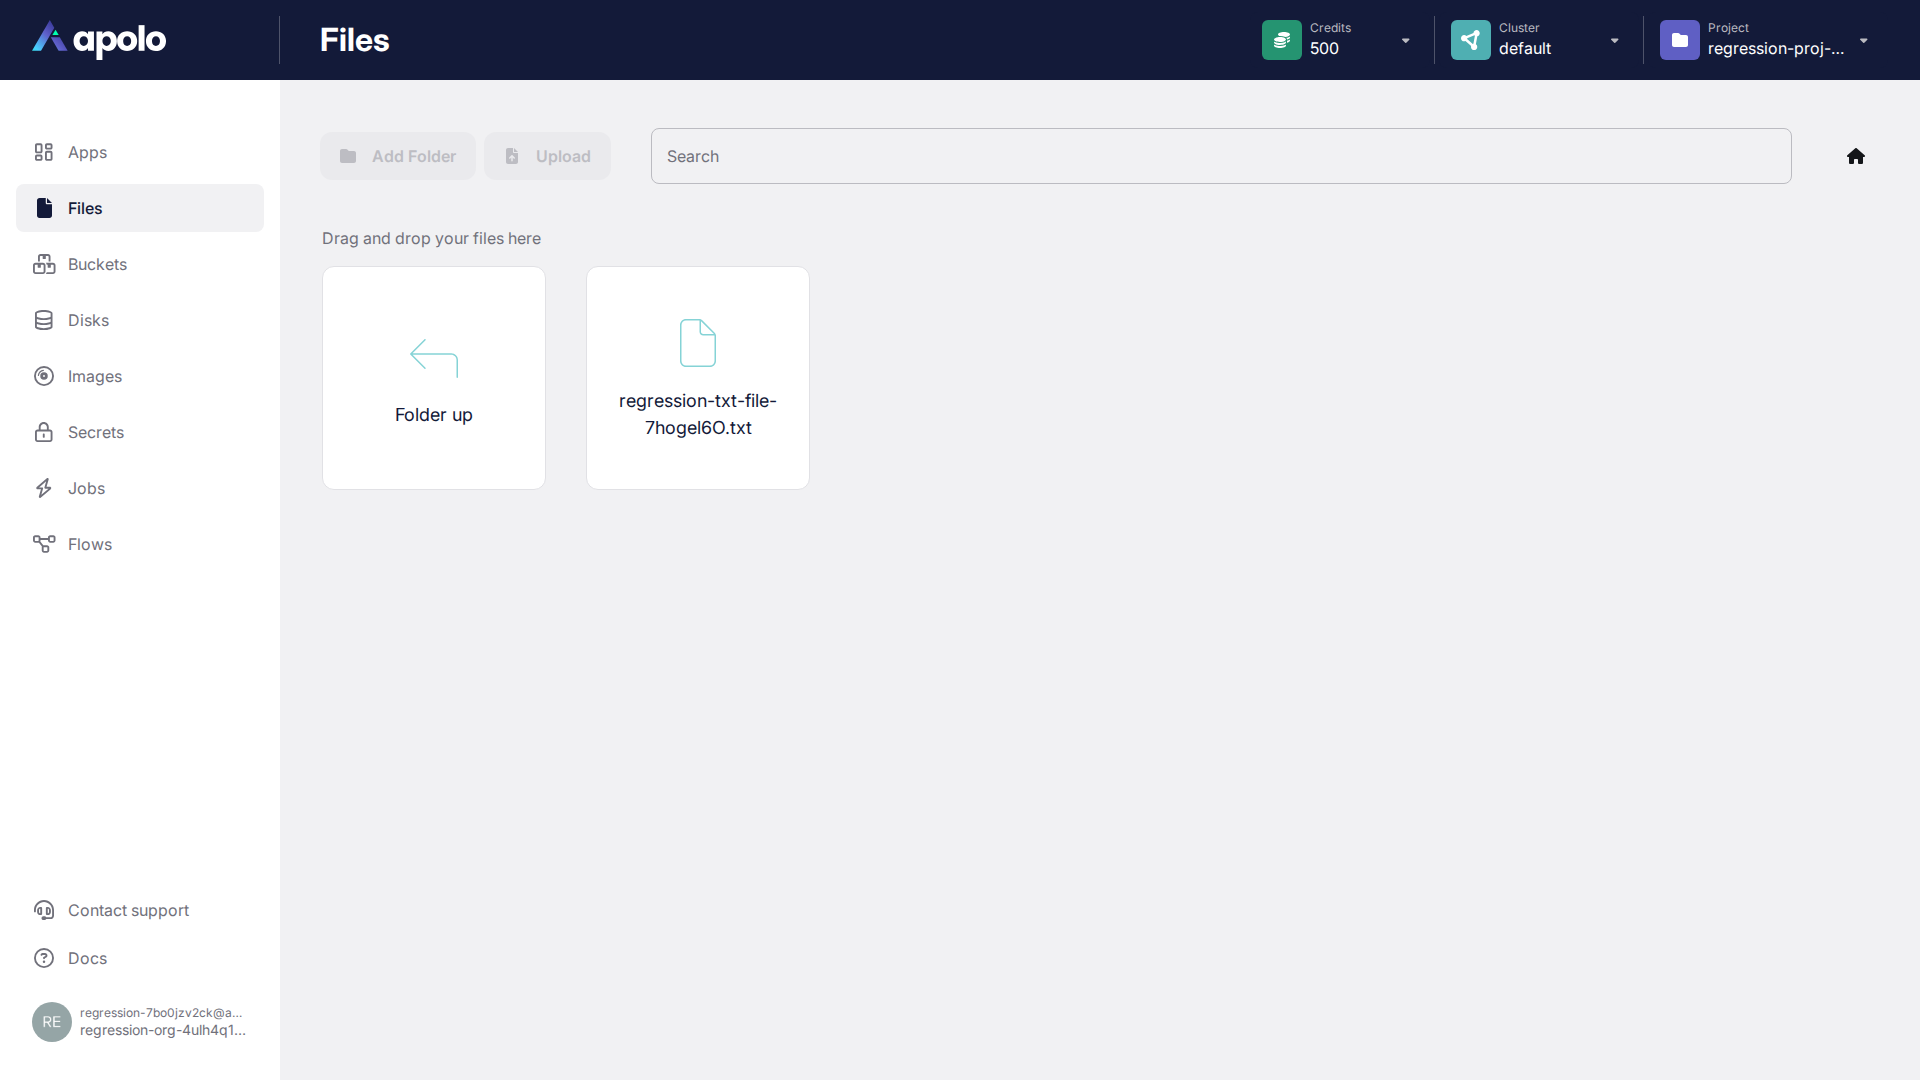 apolo
Files
Credits
500
Cluster
default
Project
regression-proj-...
Apps
Files
Buckets
Disks
Images
Secrets
Jobs
Flows
Contact support
Docs
RE
regression-7bo0jzv2ck@a...
regression-org-4ulh4q1...
Add Folder
Upload
Search
Drag and drop your files here
Folder up
regression-txt-file-
7hogel6O.txt